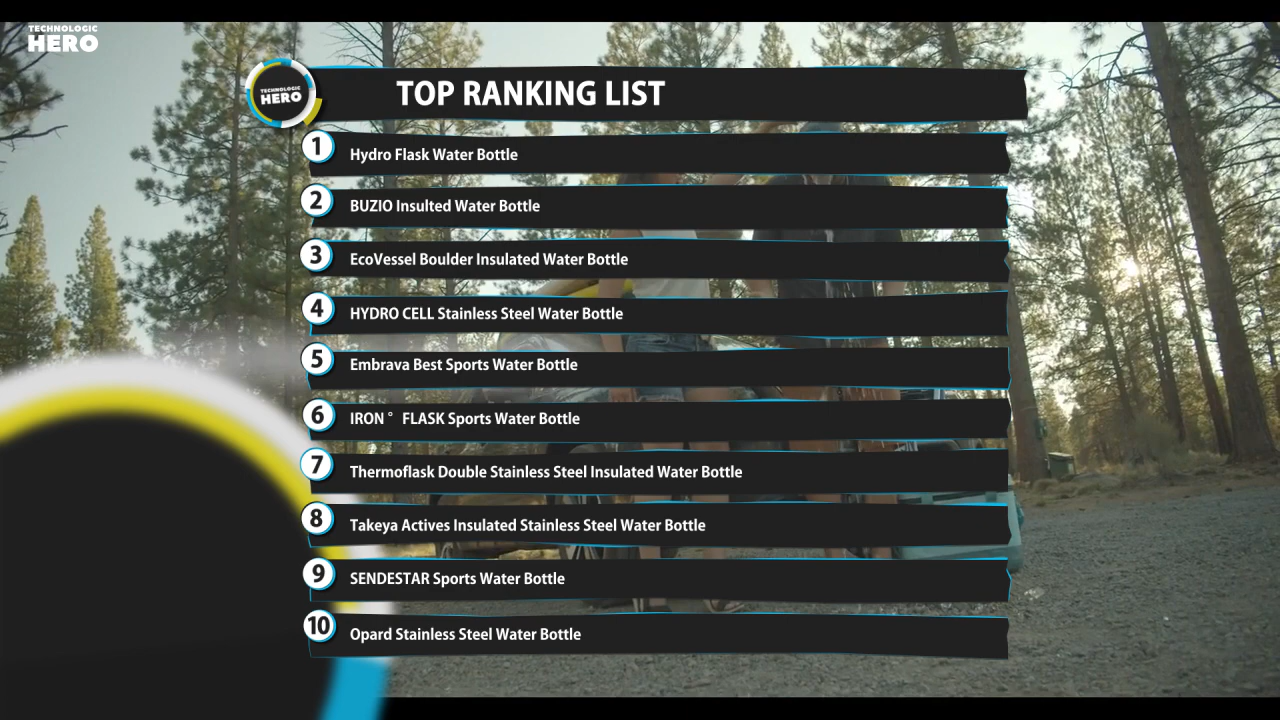 TECHNOLOGIC
HERO
TECHNOLOGIC
HERO
TOP RANKING LIST
1 Hydro Flask Water Bottle
2 BUZIO Insulted Water Bottle
3 EcoVessel Boulder Insulated Water Bottle
4 HYDRO CELL Stainless Steel Water Bottle
5 Embrava Best Sports Water Bottle
6 IRON ° FLASK Sports Water Bottle
7 Thermoflask Double Stainless Steel Insulated Water Bottle
8 Takeya Actives Insulated Stainless Steel Water Bottle
9 SENDESTAR Sports Water Bottle
10 Opard Stainless Steel Water Bottle